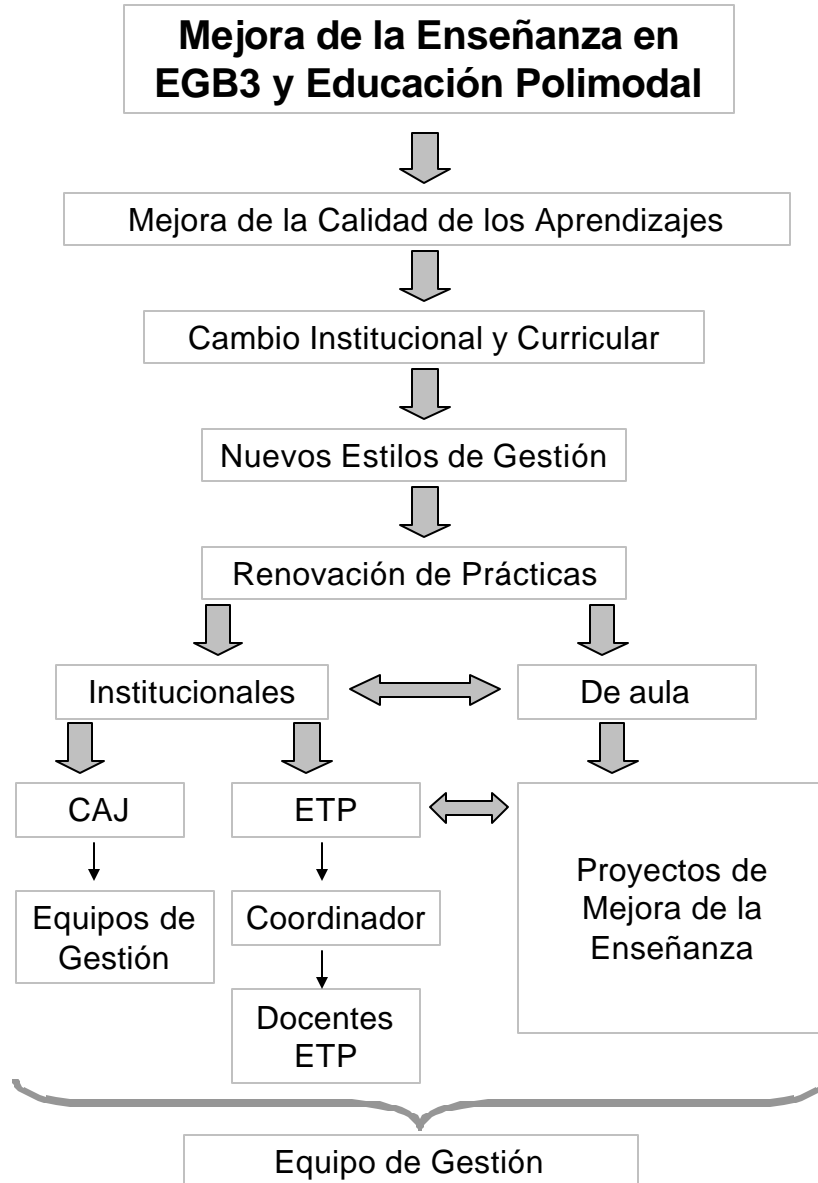 Mejora de la Enseñanza en
EGB3 y Educación Polimodal
Mejora de la Calidad de los Aprendizajes
Cambio Institucional y Curricular
Nuevos Estilos de Gestión
Renovación de Prácticas
Institucionales
De aula
CAJ
ETP
Proyectos de
Mejora de la
Enseñanza
Equipos de
Gestión
Coordinador
Docentes
ETP
Equipo de Gestión